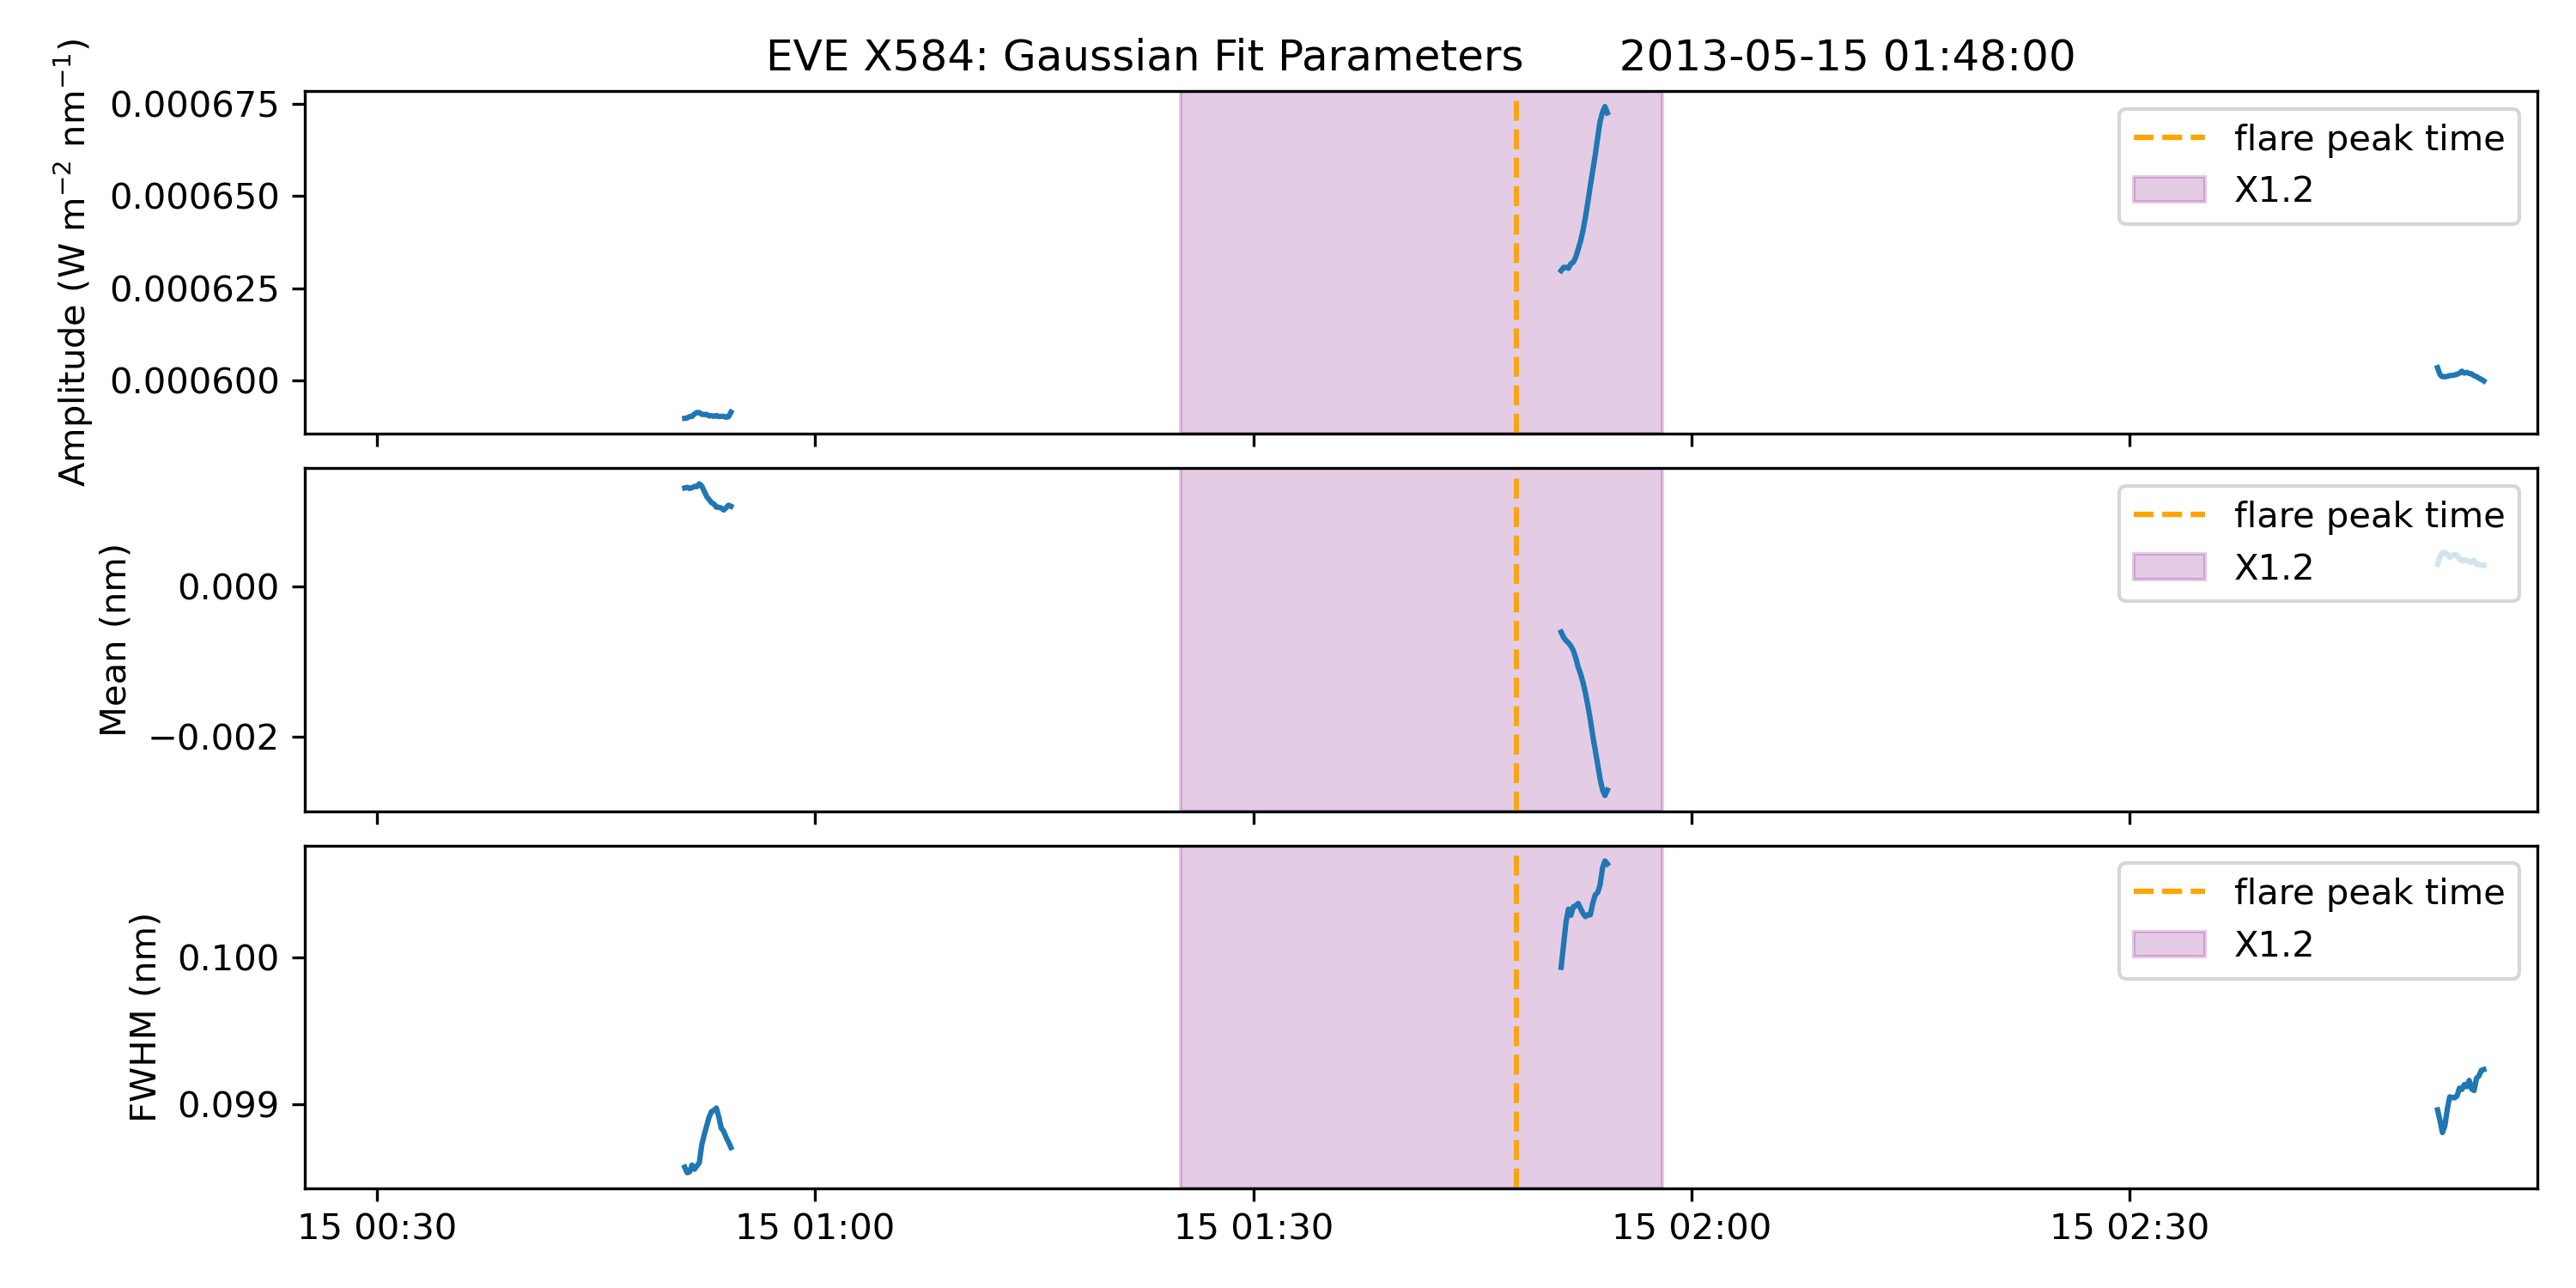 EVE X584: Gaussian Fit Parameters 2013-05-15 01:48:00
Amplitude (W m⁻² nm⁻¹)
0.000675
0.000650
0.000625
0.000600
flare peak time
X1.2
Mean (nm)
0.000
−0.002
flare peak time
X1.2
FWHM (nm)
0.100
0.099
flare peak time
X1.2
15 00:30 15 01:00 15 01:30 15 02:00 15 02:30